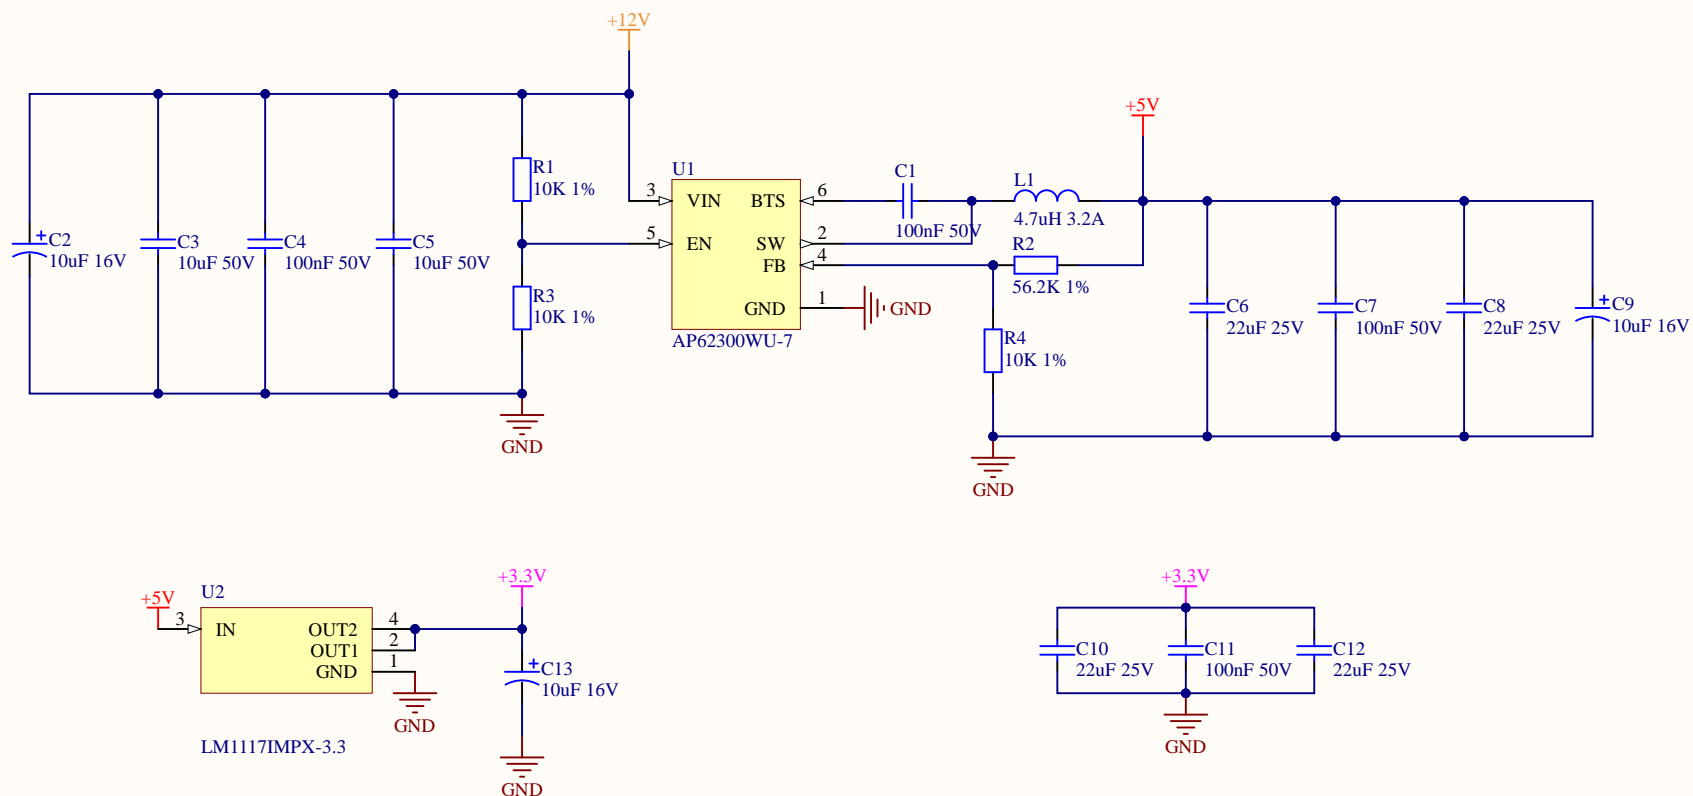 +12V
+5V
R1
10K 1%
U1
3
VIN
BTS
6
C1
100nF 50V
L1
4.7uH 3.2A
C2
10uF 16V
C3
10uF 50V
C4
100nF 50V
C5
10uF 50V
5
EN
SW
2
FB
4
R2
56.2K 1%
R3
10K 1%
GND
1
GND
AP62300WU-7
R4
10K 1%
C6
22uF 25V
C7
100nF 50V
C8
22uF 25V
C9
10uF 16V
GND
GND
+5V
U2
3
IN
OUT2
4
OUT1
2
GND
1
GND
LM1117IMPX-3.3
+3.3V
C13
10uF 16V
GND
+3.3V
C10
22uF 25V
C11
100nF 50V
C12
22uF 25V
GND